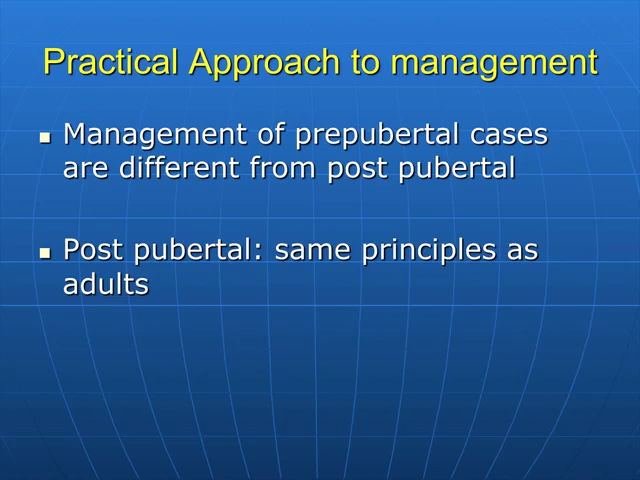 Practical Approach to management
Management of prepubertal cases
are different from post pubertal
Post pubertal: same principles as
adults